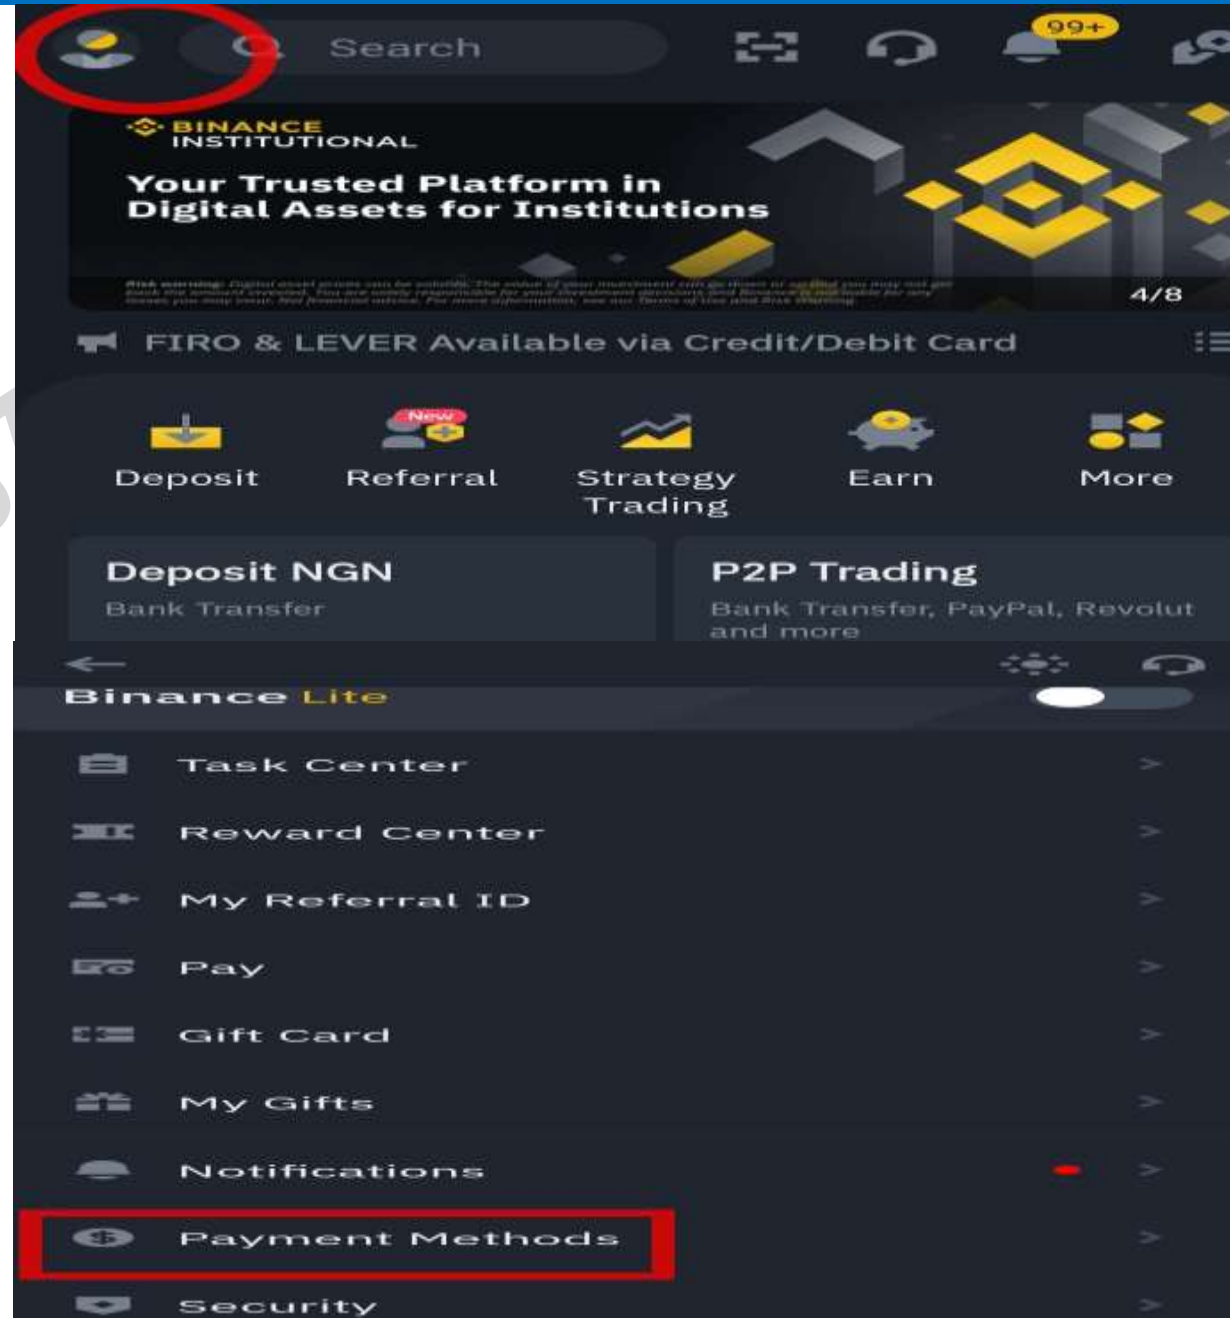 Search
99+
BINANCE
INSTITUTIONAL
Your Trusted Platform in
Digital Assets for Institutions
4/8
FIRO & LEVER Available via Credit/Debit Card
New
Deposit
Referral
Strategy
Trading
Earn
More
Deposit NGN
Bank Transfer
P2P Trading
Bank Transfer, PayPal, Revolut
and more
Binance Lite
Task Center
Reward Center
My Referral ID
Pay
Gift Card
My Gifts
Notifications
Payment Methods
Security